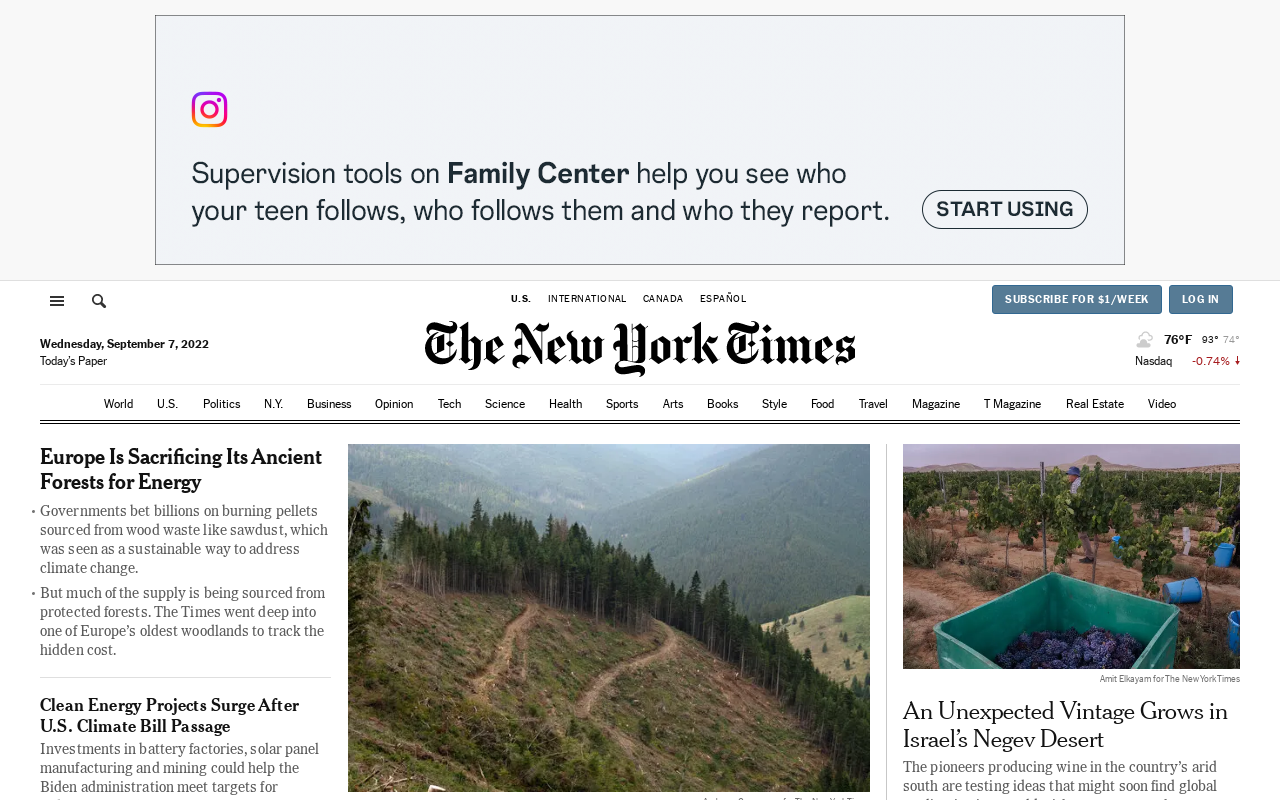 Supervision tools on Family Center help you see who
your teen follows, who follows them and who they report.
START USING
U.S. INTERNATIONAL CANADA ESPAÑOL
SUBSCRIBE FOR $1/WEEK LOG IN
The New York Times
Wednesday, September 7, 2022
Today's Paper
76°F 93° 74°
Nasdaq -0.74%
World U.S. Politics N.Y. Business Opinion Tech Science Health Sports Arts Books Style Food Travel Magazine T Magazine Real Estate Video
Europe Is Sacrificing Its Ancient
Forests for Energy
• Governments bet billions on burning pellets
sourced from wood waste like sawdust, which
was seen as a sustainable way to address
climate change.
• But much of the supply is being sourced from
protected forests. The Times went deep into
one of Europe's oldest woodlands to track the
hidden cost.
Clean Energy Projects Surge After
U.S. Climate Bill Passage
Investments in battery factories, solar panel
manufacturing and mining could help the
Biden administration meet targets for
Amit Elkayam for The New York Times
An Unexpected Vintage Grows in
Israel's Negev Desert
The pioneers producing wine in the country's arid
south are testing ideas that might soon find global